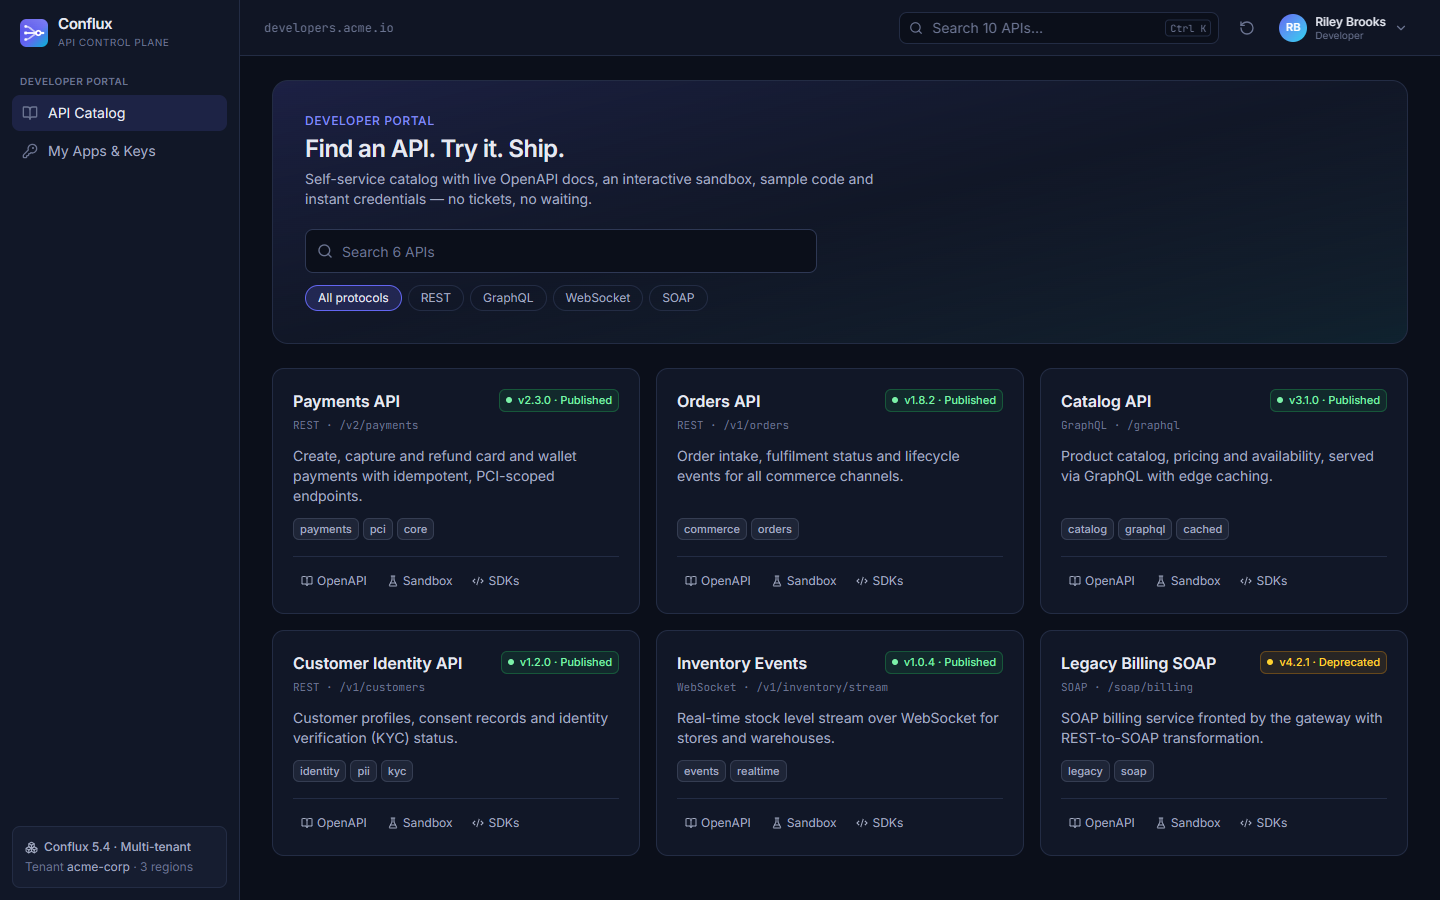 Conflux
API CONTROL PLANE
DEVELOPER PORTAL
API Catalog
My Apps & Keys
Conflux 5.4 · Multi-tenant
Tenant acme-corp · 3 regions
developers.acme.io
Search 10 APIs...
Ctrl K
RB
Riley Brooks
Developer
DEVELOPER PORTAL
Find an API. Try it. Ship.
Self-service catalog with live OpenAPI docs, an interactive sandbox, sample code and
instant credentials — no tickets, no waiting.
Search 6 APIs
All protocols
REST
GraphQL
WebSocket
SOAP
Payments API
v2.3.0 · Published
REST · /v2/payments
Create, capture and refund card and wallet
payments with idempotent, PCI-scoped
endpoints.
payments
pci
core
OpenAPI
Sandbox
SDKs
Orders API
v1.8.2 · Published
REST · /v1/orders
Order intake, fulfilment status and lifecycle
events for all commerce channels.
commerce
orders
OpenAPI
Sandbox
SDKs
Catalog API
v3.1.0 · Published
GraphQL · /graphql
Product catalog, pricing and availability, served
via GraphQL with edge caching.
catalog
graphql
cached
OpenAPI
Sandbox
SDKs
Customer Identity API
v1.2.0 · Published
REST · /v1/customers
Customer profiles, consent records and identity
verification (KYC) status.
identity
pii
kyc
OpenAPI
Sandbox
SDKs
Inventory Events
v1.0.4 · Published
WebSocket · /v1/inventory/stream
Real-time stock level stream over WebSocket for
stores and warehouses.
events
realtime
OpenAPI
Sandbox
SDKs
Legacy Billing SOAP
v4.2.1 · Deprecated
SOAP · /soap/billing
SOAP billing service fronted by the gateway with
REST-to-SOAP transformation.
legacy
soap
OpenAPI
Sandbox
SDKs